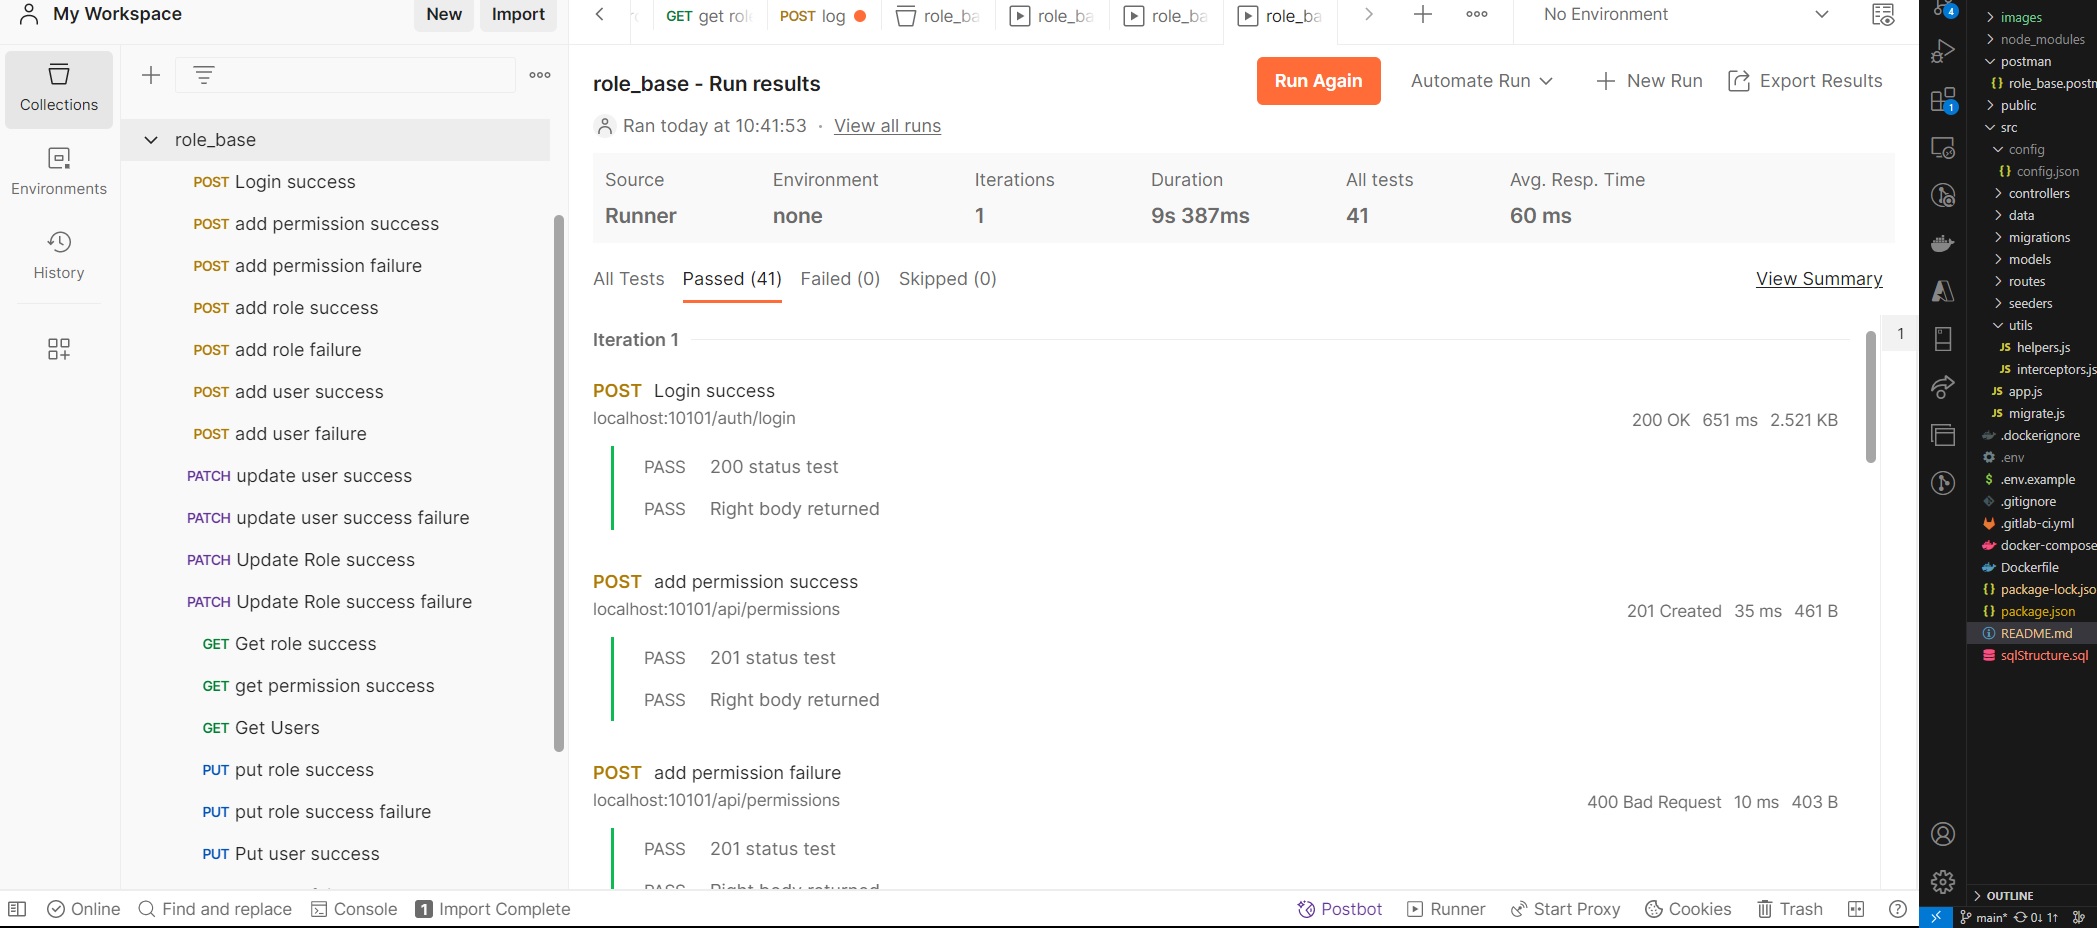 My Workspace
New
Import
GET get role
POST log
role_ba
role_ba
role_ba
role_ba
No Environment
Collections
Environments
History
role_base
POST Login success
POST add permission success
POST add permission failure
POST add role success
POST add role failure
POST add user success
POST add user failure
PATCH update user success
PATCH update user success failure
PATCH Update Role success
PATCH Update Role success failure
GET Get role success
GET get permission success
GET Get Users
PUT put role success
PUT put role success failure
PUT Put user success
role_base - Run results
Run Again
Automate Run
New Run
Export Results
Ran today at 10:41:53 · View all runs
Source Environment Iterations Duration All tests Avg. Resp. Time
Runner none 1 9s 387ms 41 60 ms
All Tests Passed (41) Failed (0) Skipped (0) View Summary
Iteration 1
1
POST Login success
localhost:10101/auth/login
200 OK 651 ms 2.521 KB
PASS 200 status test
PASS Right body returned
POST add permission success
localhost:10101/api/permissions
201 Created 35 ms 461 B
PASS 201 status test
PASS Right body returned
POST add permission failure
localhost:10101/api/permissions
400 Bad Request 10 ms 403 B
PASS 201 status test
PASS Right body returned
Online
Find and replace
Console
1 Import Complete
Postbot
Runner
Start Proxy
Cookies
Trash
4
1
images
node_modules
postman
{} role_base.postm
public
src
config
{} config.json
controllers
data
migrations
models
routes
seeders
utils
JS helpers.js
JS interceptors.js
JS app.js
JS migrate.js
.dockerignore
.env
$ .env.example
.gitignore
.gitlab-ci.yml
docker-compose
Dockerfile
{} package-lock.jso
{} package.json
README.md
sqlStructure.sql
OUTLINE
main* 0↓ 1↑